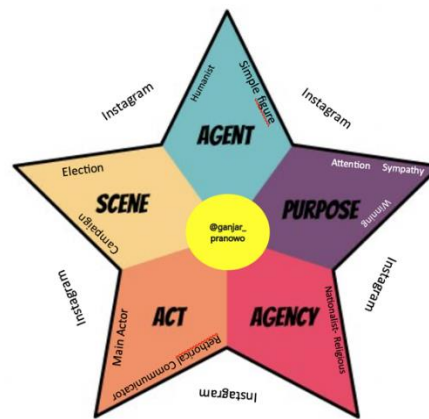 Instagram
Instagram
Humanist
Simple figure
AGENT
Election
SCENE
Campaign
Attention Sympathy
PURPOSE
Winning
@ganjar_
pranowo
Instagram
Instagram
Main Actor
ACT
Rethorical Communicator
AGENCY
Nationalist- Religious
Instagram